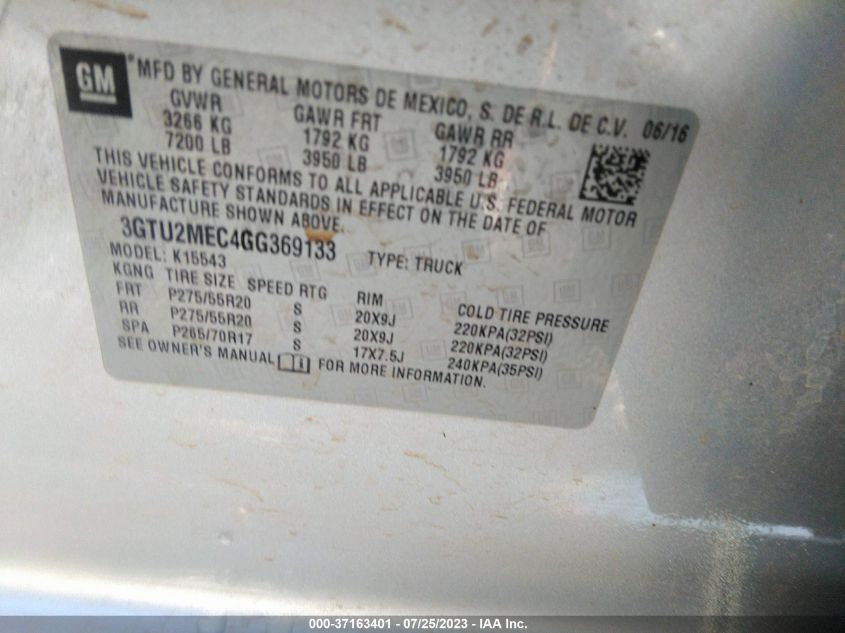 GM
*MFD BY GENERAL MOTORS DE MEXICO, S. DE R.L. DE C.V. 06/16
GVWR GAWR FRT GAWR RR
3266 KG 1792 KG 1792 KG
7200 LB 3950 LB 3950 LB
THIS VEHICLE CONFORMS TO ALL APPLICABLE U.S. FEDERAL MOTOR
VEHICLE SAFETY STANDARDS IN EFFECT ON THE DATE OF
MANUFACTURE SHOWN ABOVE.
3GTU2MEC4GG369133 TYPE: TRUCK
MODEL: K15543
KGNG TIRE SIZE SPEED RTG RIM COLD TIRE PRESSURE
FRT P275/55R20 S 20X9J 220KPA(32PSI)
RR P275/55R20 S 20X9J 220KPA(32PSI)
SPA P265/70R17 S 17X7.5J 240KPA(35PSI)
SEE OWNER'S MANUAL FOR MORE INFORMATION.
000-37163401 - 07/25/2023 - IAA Inc.